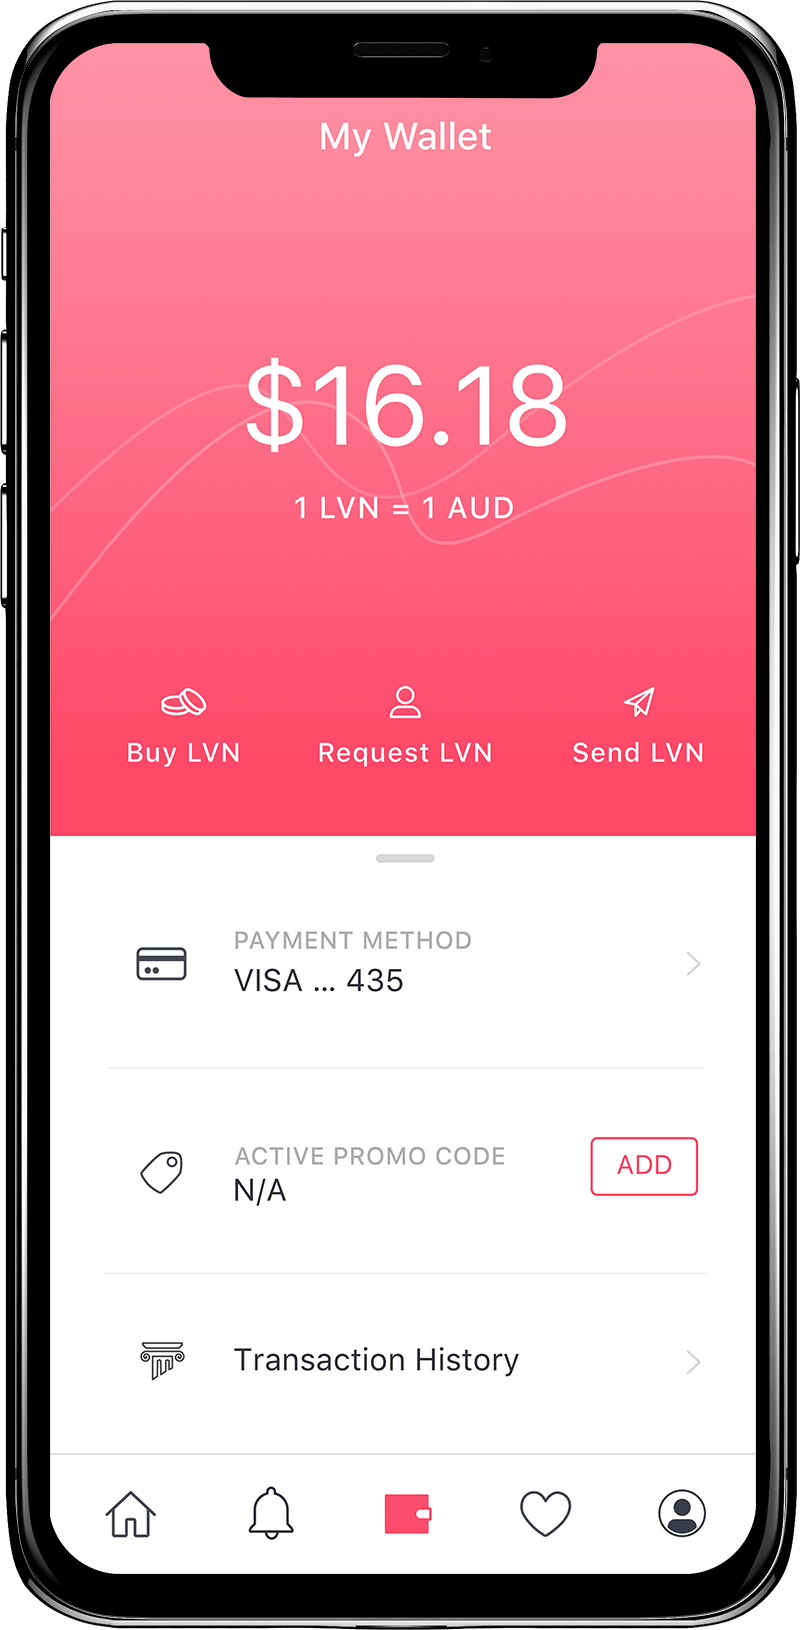 My Wallet
$16.18
1 LVN = 1 AUD
Buy LVN
Request LVN
Send LVN
PAYMENT METHOD
VISA ... 435
ACTIVE PROMO CODE
N/A
ADD
Transaction History